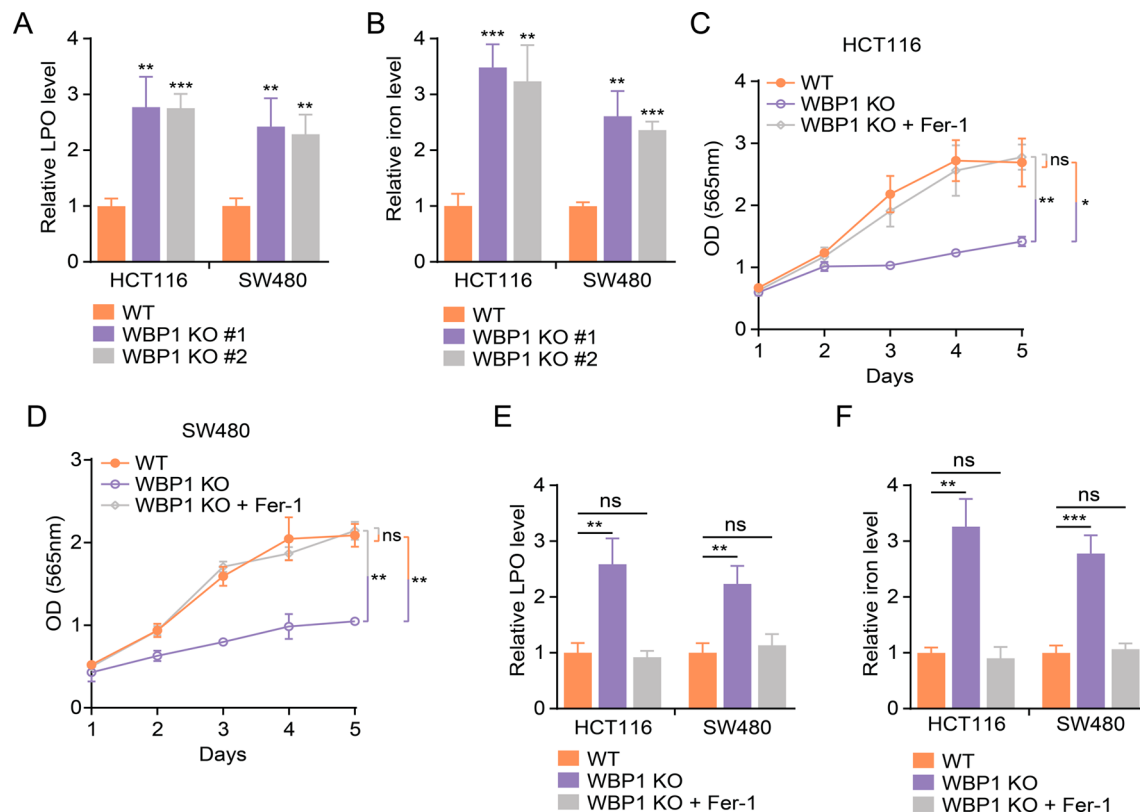 A
Relative LPO level
4
3
2
1
0
** *** ** **
HCT116 SW480
WT
WBP1 KO #1
WBP1 KO #2
B
Relative iron level
4
3
2
1
0
*** ** ** ***
HCT116 SW480
WT
WBP1 KO #1
WBP1 KO #2
C
HCT116
WT
WBP1 KO
WBP1 KO + Fer-1
OD (565nm)
4
3
2
1
0
ns
** *
1 2 3 4 5
Days
D
SW480
WT
WBP1 KO
WBP1 KO + Fer-1
OD (565nm)
3
2
1
0
ns
** **
1 2 3 4 5
Days
E
Relative LPO level
4
3
2
1
0
ns
**
ns
**
HCT116 SW480
WT
WBP1 KO
WBP1 KO + Fer-1
F
Relative iron level
4
3
2
1
0
ns
**
ns
***
HCT116 SW480
WT
WBP1 KO
WBP1 KO + Fer-1